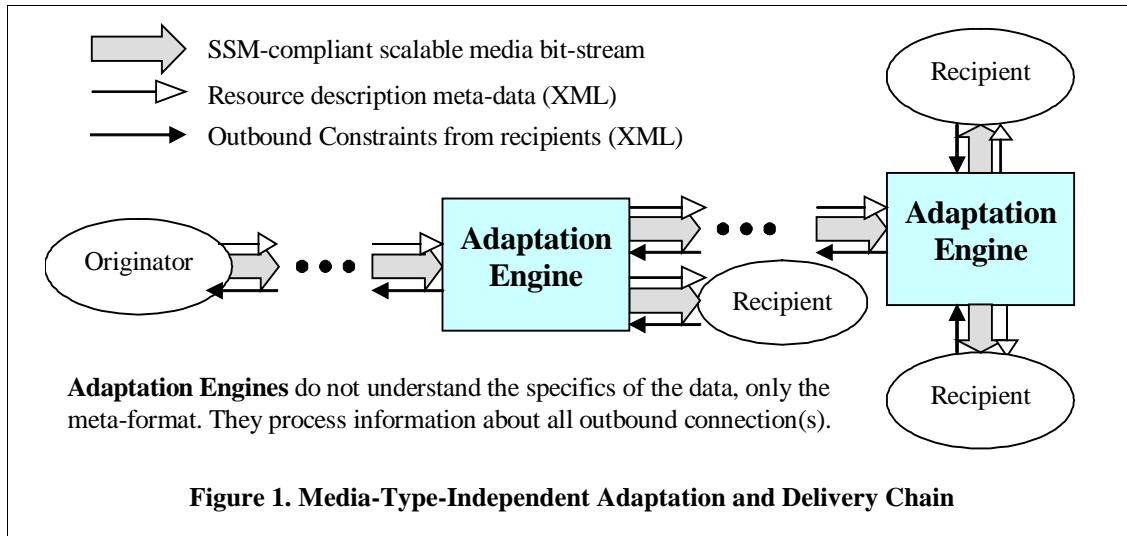 SSM-compliant scalable media bit-stream
Resource description meta-data (XML)
Outbound Constraints from recipients (XML)
Recipient
Originator
Adaptation
Engine
Recipient
Adaptation
Engine
Recipient
Adaptation Engines do not understand the specifics of the data, only the
meta-format. They process information about all outbound connection(s).
Figure 1. Media-Type-Independent Adaptation and Delivery Chain